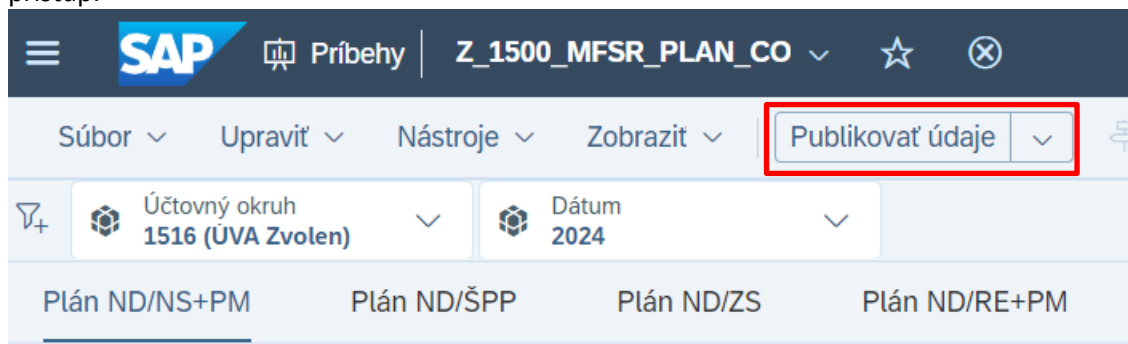 SAP Príbehy Z_1500_MFSR_PLAN_CO
Súbor Upraviť Nástroje Zobraziť Publikovať údaje
Účtovný okruh
1516 (ÚVA Zvolen)
Dátum
2024
Plán ND/NS+PM Plán ND/ŠPP Plán ND/ZS Plán ND/RE+PM